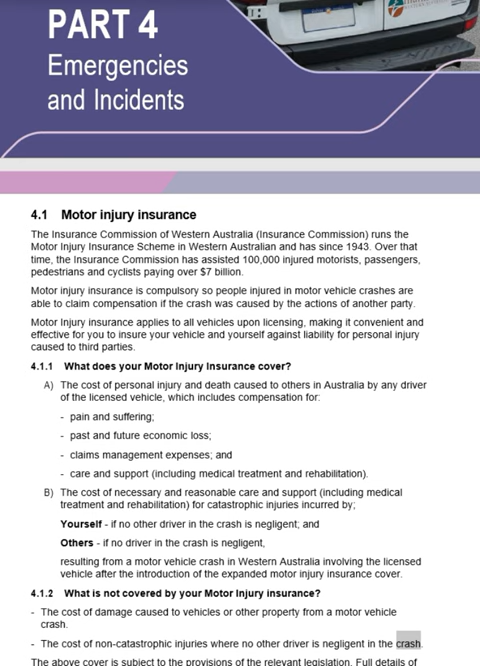 PART 4
Emergencies
and Incidents
4.1 Motor injury insurance
The Insurance Commission of Western Australia (Insurance Commission) runs the
Motor Injury Insurance Scheme in Western Australian and has since 1943. Over that
time, the Insurance Commission has assisted 100,000 injured motorists, passengers,
pedestrians and cyclists paying over $7 billion.
Motor injury insurance is compulsory so people injured in motor vehicle crashes are
able to claim compensation if the crash was caused by the actions of another party.
Motor Injury insurance applies to all vehicles upon licensing, making it convenient and
effective for you to insure your vehicle and yourself against liability for personal injury
caused to third parties.
4.1.1 What does your Motor Injury Insurance cover?
A) The cost of personal injury and death caused to others in Australia by any driver
of the licensed vehicle, which includes compensation for:
- pain and suffering;
- past and future economic loss;
- claims management expenses; and
- care and support (including medical treatment and rehabilitation).
B) The cost of necessary and reasonable care and support (including medical
treatment and rehabilitation) for catastrophic injuries incurred by;
Yourself - if no other driver in the crash is negligent; and
Others - if no driver in the crash is negligent,
resulting from a motor vehicle crash in Western Australia involving the licensed
vehicle after the introduction of the expanded motor injury insurance cover.
4.1.2 What is not covered by your Motor Injury insurance?
- The cost of damage caused to vehicles or other property from a motor vehicle
crash.
- The cost of non-catastrophic injuries where no other driver is negligent in the crash.
The above cover is subject to the provisions of the relevant legislation. Full details of